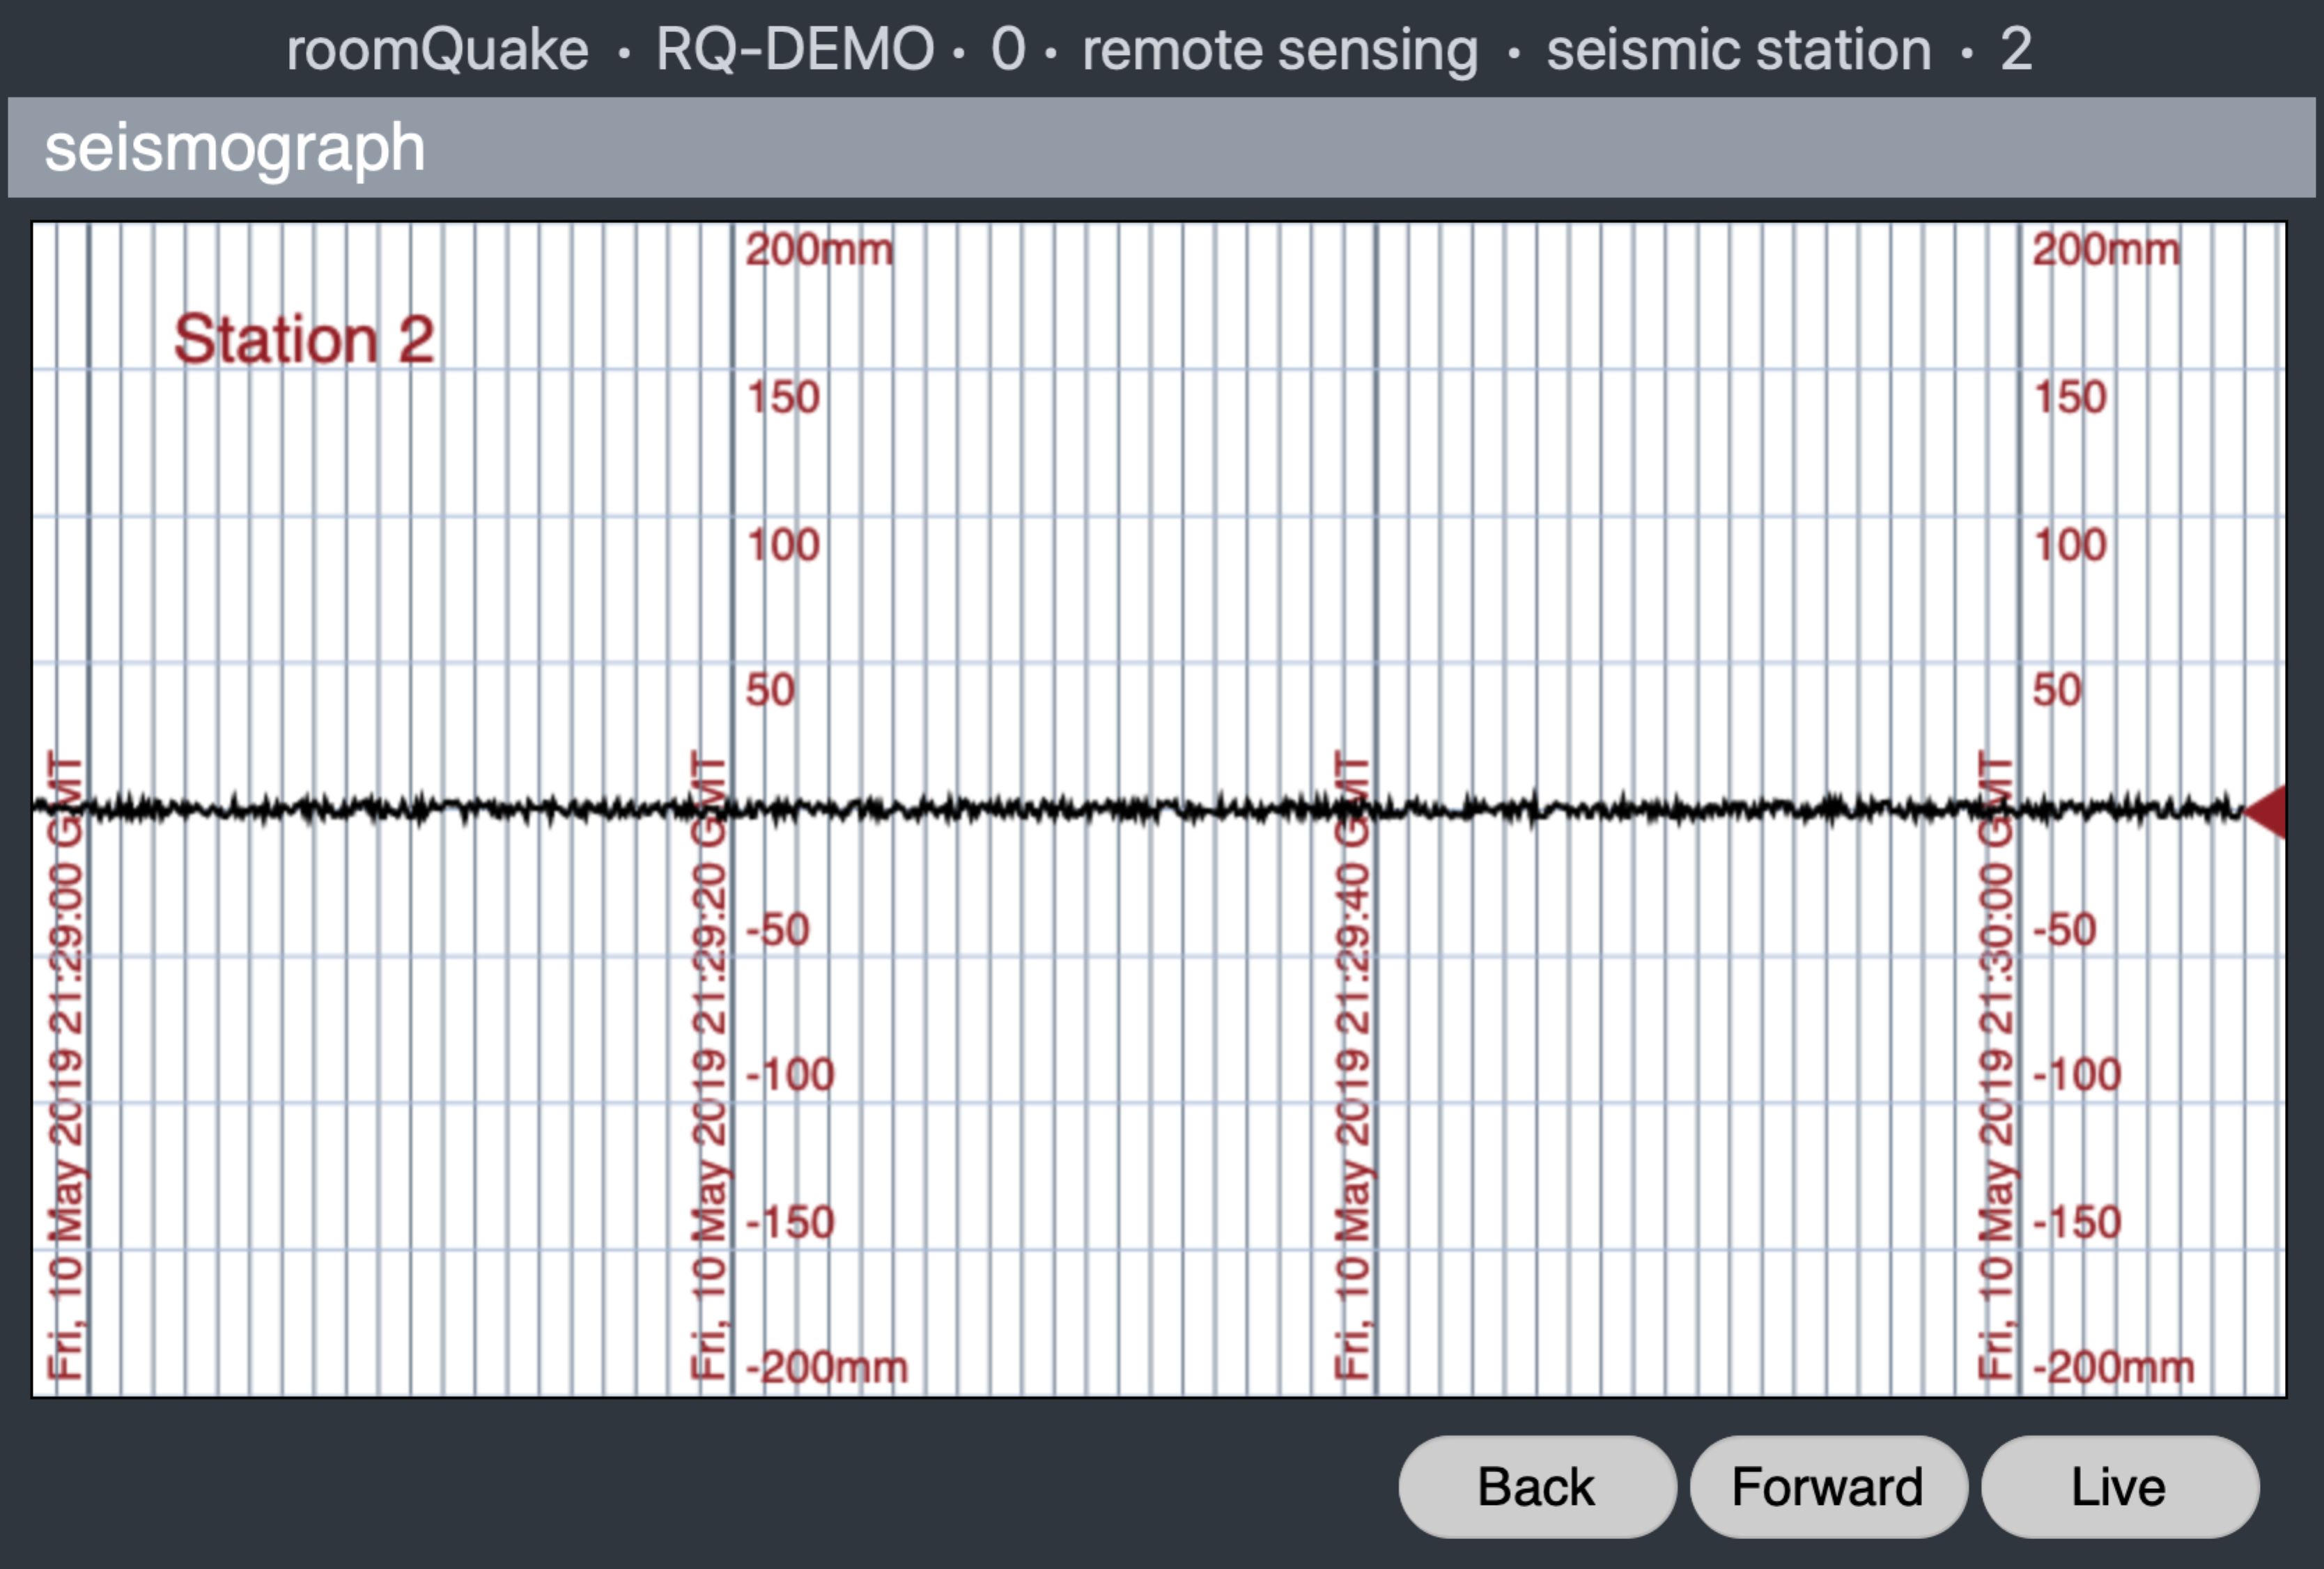 roomQuake · RQ-DEMO · 0 · remote sensing · seismic station · 2
seismograph
Station 2
200mm
150
100
50
-50
-100
-150
-200mm
200mm
150
100
50
-50
-100
-150
-200mm
Fri, 10 May 2019 21:29:00 GMT
Fri, 10 May 2019 21:29:20 GMT
Fri, 10 May 2019 21:29:40 GMT
Fri, 10 May 2019 21:30:00 GMT
Back
Forward
Live